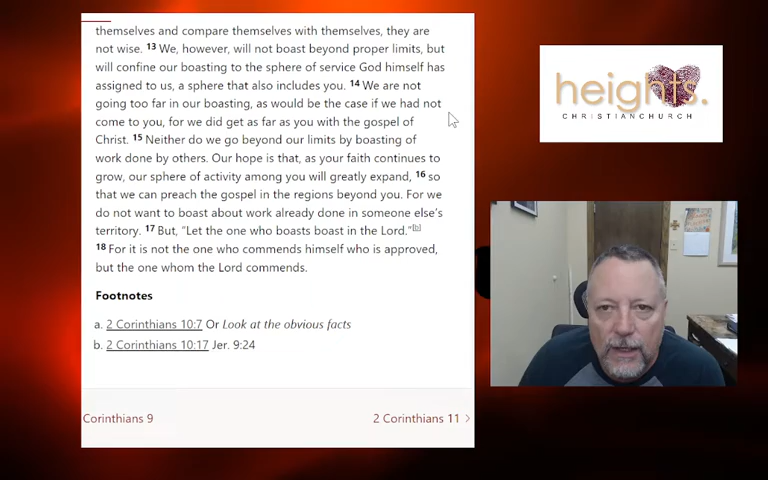 themselves and compare themselves with themselves, they are
not wise. 13 We, however, will not boast beyond proper limits, but
will confine our boasting to the sphere of service God himself has
assigned to us, a sphere that also includes you. 14 We are not
going too far in our boasting, as would be the case if we had not
come to you, for we did get as far as you with the gospel of
Christ. 15 Neither do we go beyond our limits by boasting of
work done by others. Our hope is that, as your faith continues to
grow, our sphere of activity among you will greatly expand, 16 so
that we can preach the gospel in the regions beyond you. For we
do not want to boast about work already done in someone else's
territory. 17 But, "Let the one who boasts boast in the Lord."[b]
18 For it is not the one who commends himself who is approved,
but the one whom the Lord commends.
Footnotes
a. 2 Corinthians 10:7 Or Look at the obvious facts
b. 2 Corinthians 10:17 Jer. 9:24
Corinthians 9
2 Corinthians 11 >
heights.
CHRISTIANCHURCH